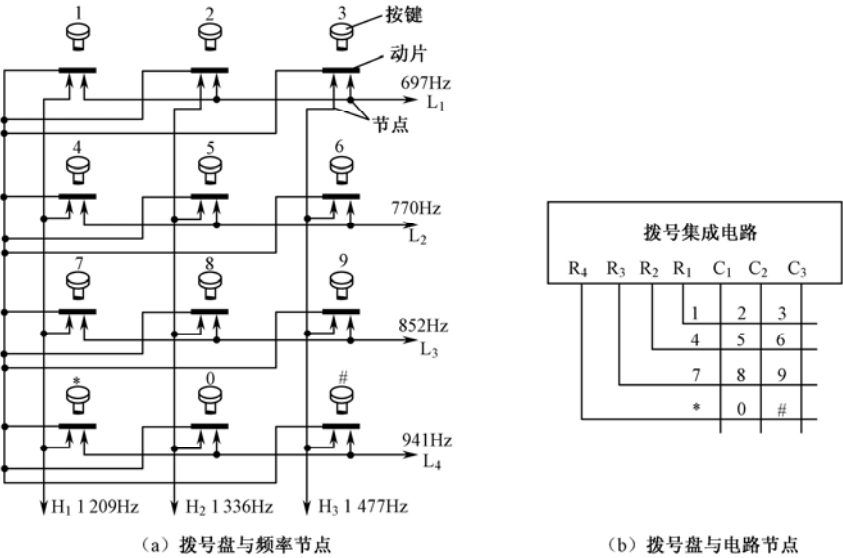 1 2 3 按键
动片
697Hz
L1
节点
4 5 6
770Hz
L2
7 8 9
852Hz
L3
* 0 #
941Hz
L4
H1 1 209Hz H2 1 336Hz H3 1 477Hz
(a) 拨号盘与频率节点
拨号集成电路
R4 R3 R2 R1 C1 C2 C3
1 2 3
4 5 6
7 8 9
* 0 #
(b) 拨号盘与电路节点